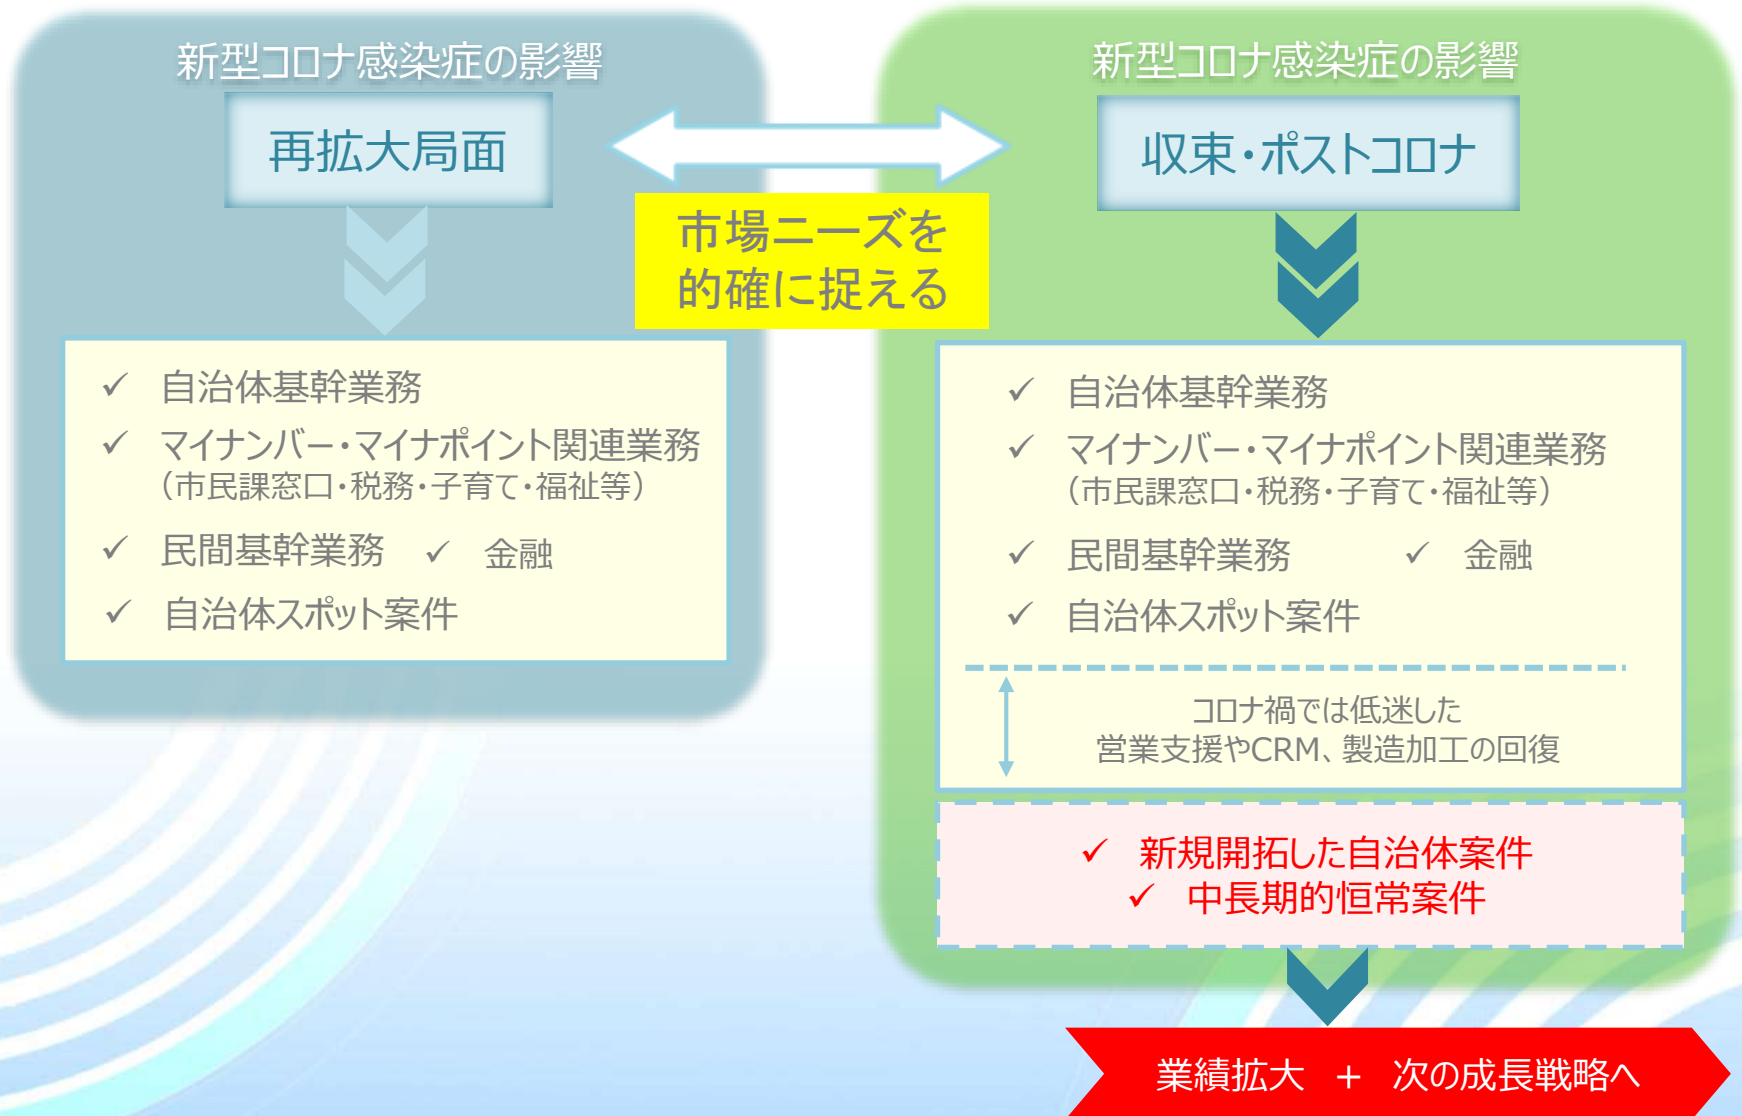 新型コロナ感染症の影響
再拡大局面
✓ 自治体基幹業務
✓ マイナンバー・マイナポイント関連業務
（市民課窓口・税務・子育て・福祉等）
✓ 民間基幹業務 ✓ 金融
✓ 自治体スポット案件
市場ニーズを
的確に捉える
新型コロナ感染症の影響
収束・ポストコロナ
✓ 自治体基幹業務
✓ マイナンバー・マイナポイント関連業務
（市民課窓口・税務・子育て・福祉等）
✓ 民間基幹業務 ✓ 金融
✓ 自治体スポット案件
コロナ禍では低迷した
営業支援やCRM、製造加工の回復
✓ 新規開拓した自治体案件
✓ 中長期的恒常案件
業績拡大 + 次の成長戦略へ